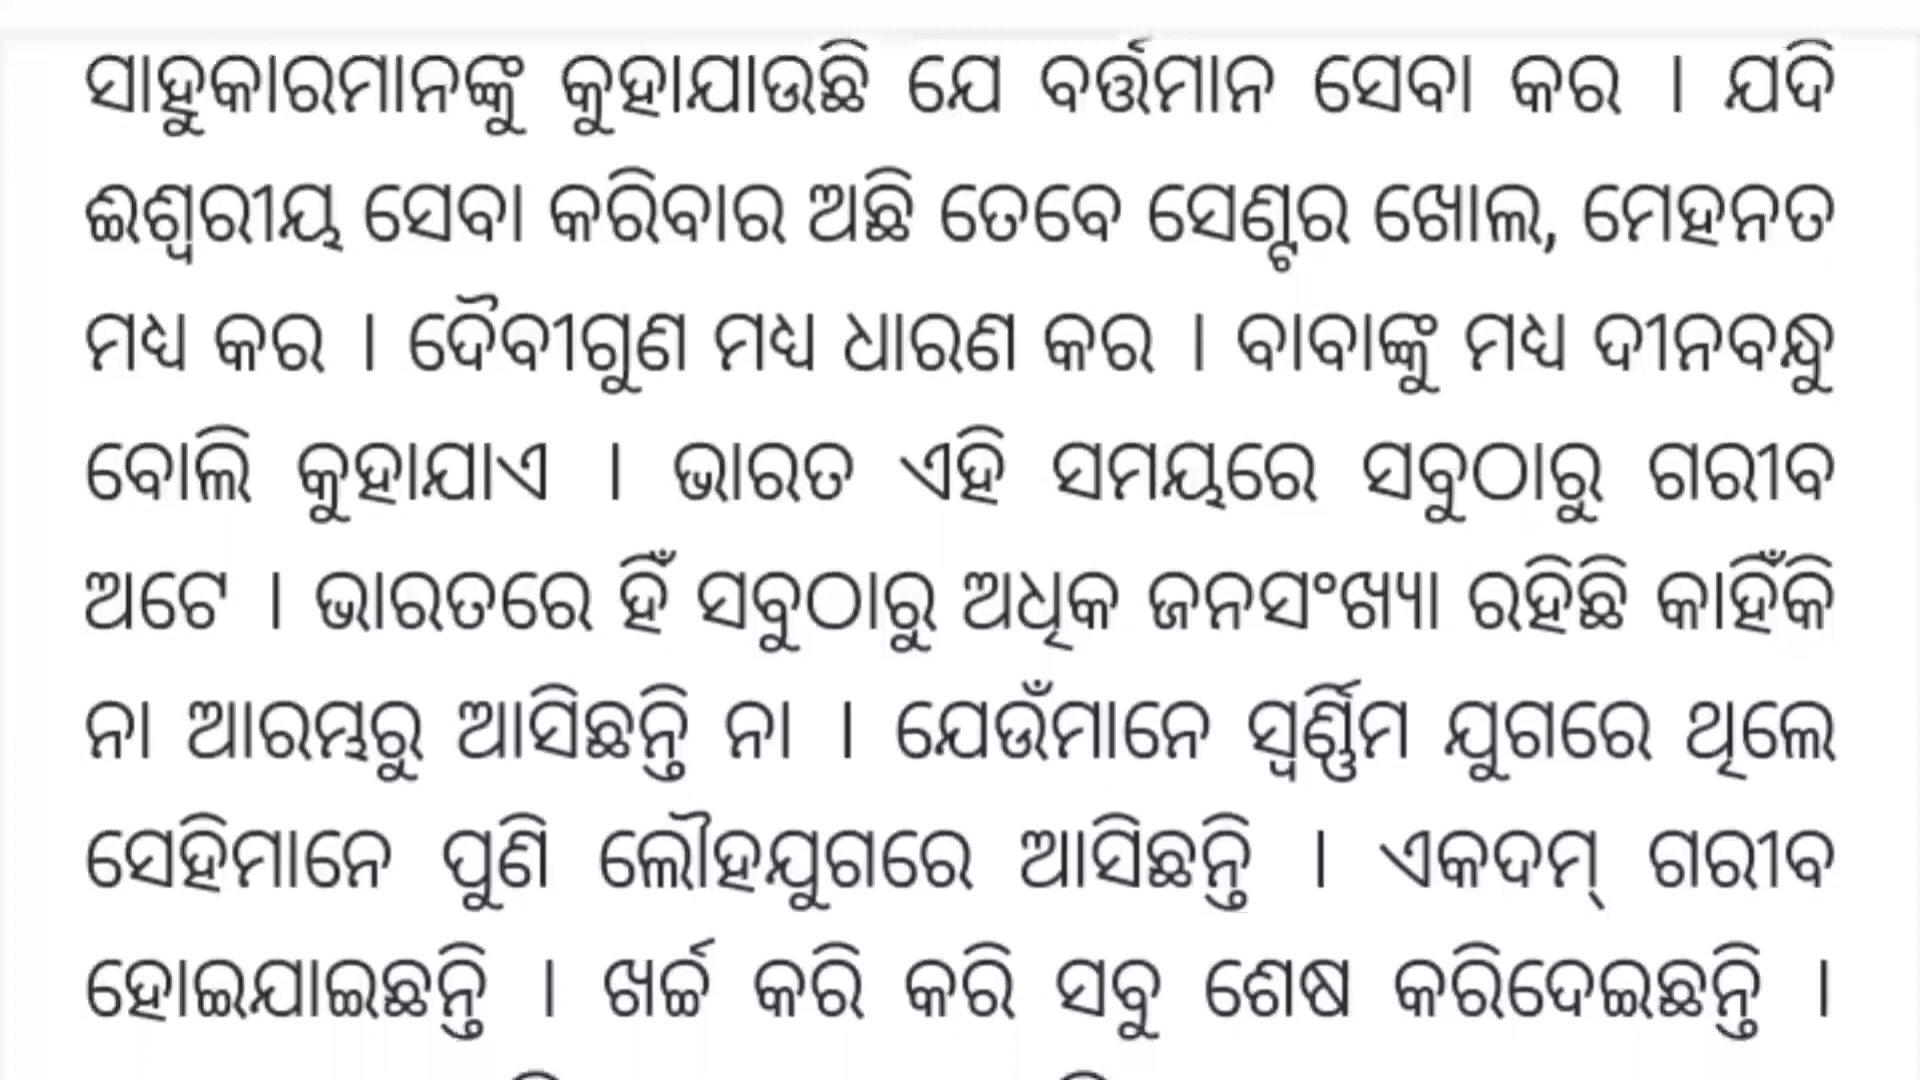 ସାହୁକାରମାନଙ୍କୁ କୁହାଯାଉଛି ଯେ ବର୍ତ୍ତମାନ ସେବା କର । ଯଦି
ଈଶ୍ୱରୀୟ ସେବା କରିବାର ଅଛି ତେବେ ସେଣ୍ଟର ଖୋଲ, ମେହନତ
ମଧ୍ୟ କର । ଦୈବୀଗୁଣ ମଧ୍ୟ ଧାରଣ କର । ବାବାଙ୍କୁ ମଧ୍ୟ ଦୀନବନ୍ଧୁ
ବୋଲି କୁହାଯାଏ । ଭାରତ ଏହି ସମୟରେ ସବୁଠାରୁ ଗରୀବ
ଅଟେ । ଭାରତରେ ହିଁ ସବୁଠାରୁ ଅଧିକ ଜନସଂଖ୍ୟା ରହିଛି କାହିଁକି
ନା ଆରମ୍ଭରୁ ଆସିଛନ୍ତି ନା । ଯେଉଁମାନେ ସ୍ୱର୍ଣ୍ଣିମ ଯୁଗରେ ଥିଲେ
ସେହିମାନେ ପୁଣି ଲୌହଯୁଗରେ ଆସିଛନ୍ତି । ଏକଦମ୍ ଗରୀବ
ହୋଇଯାଇଛନ୍ତି । ଖର୍ଚ୍ଚ କରି କରି ସବୁ ଶେଷ କରିଦେଇଛନ୍ତି ।